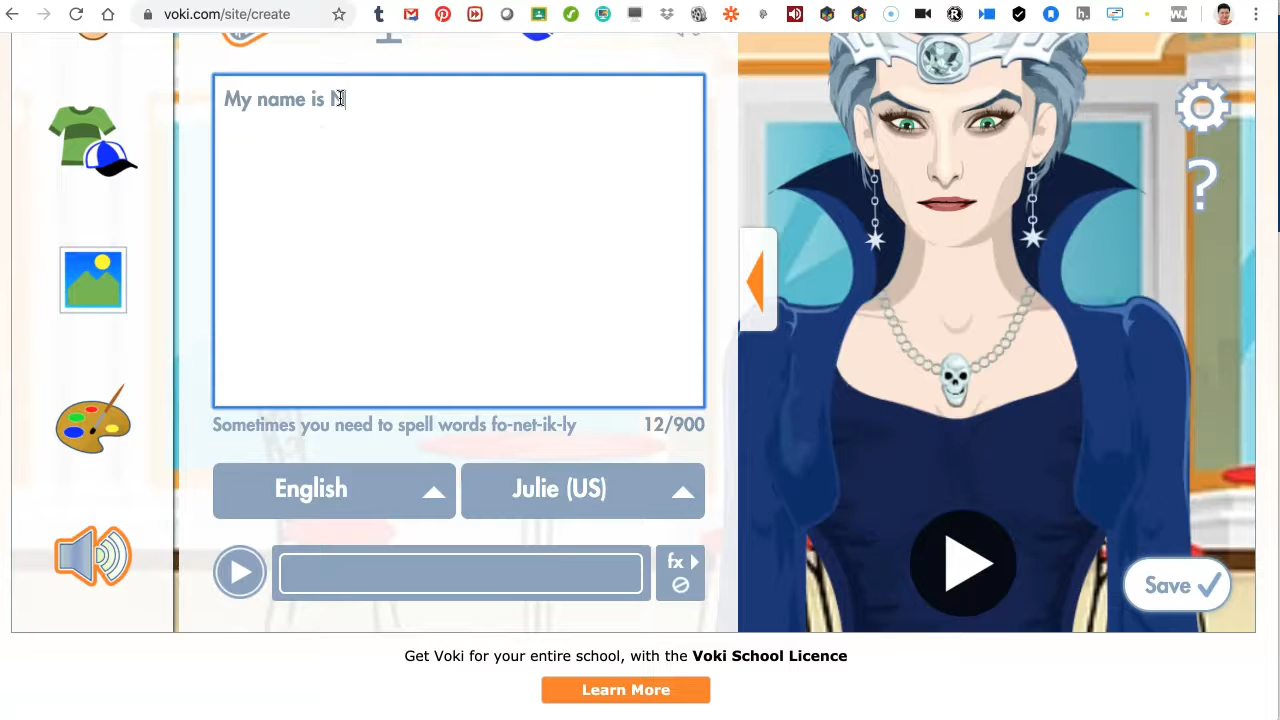 voki.com/site/create
My name is N
Sometimes you need to spell words fo-net-ik-ly 12/900
English Julie (US)
fx
Save
Get Voki for your entire school, with the Voki School Licence
Learn More